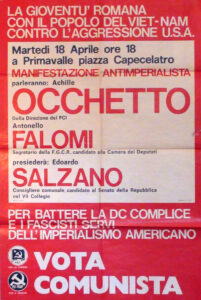 LA GIOVENTU' ROMANA
CON IL POPOLO DEL VIET-NAM
CONTRO L'AGGRESSIONE U.S.A.
Martedì 18 Aprile ore 18
a Primavalle piazza Capecelatro
MANIFESTAZIONE ANTIMPERIALISTA
parleranno: Achille
OCCHETTO
Della Direzione del PCI
Antonello
FALOMI
Segretario della F.G.C.R. candidato alla Camera dei Deputati
presiederà: Edoardo
SALZANO
Consigliere comunale, candidato al Senato della Repubblica
nel VII Collegio
PER BATTERE LA DC COMPLICE
E I FASCISTI SERVI
DELL'IMPERIALISMO AMERICANO
VOTA
COMUNISTA